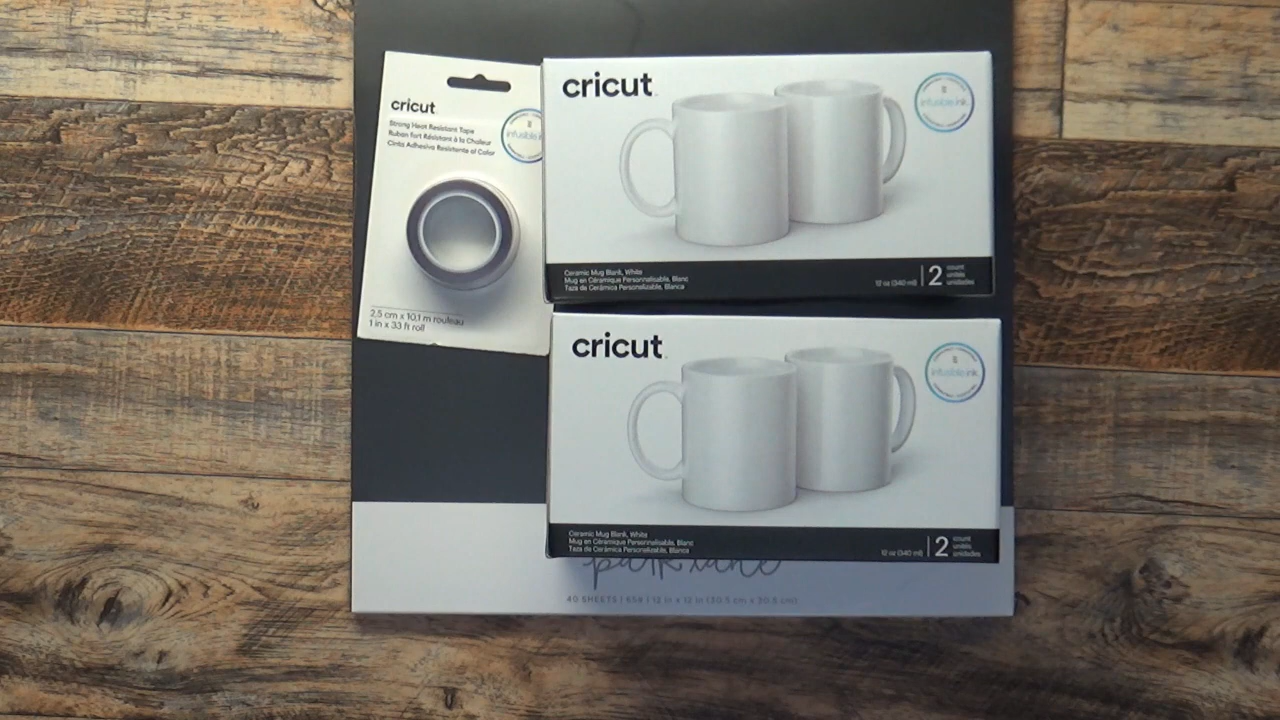 cricut
Strong Heat Resistant Tape
Ruban fort Résistant à la Chaleur
Cinta Adhesiva Resistente al Calor
infusible
2,5 cm x 10,1 m rouleau
1 in x 33 ft roll
cricut
infusible ink.
Ceramic Mug Blank, White
Mug en Céramique Personnalisable, Blanc
Taza de Cerámica Personalizable, Blanca
12 oz (340 ml)
2
count
unités
unidades
cricut
infusible ink.
Ceramic Mug Blank, White
Mug en Céramique Personnalisable, Blanc
Taza de Cerámica Personalizable, Blanca
12 oz (340 ml)
2
count
unités
unidades
park lane
40 SHEETS | 65# | 12 in x 12 in (30.5 cm x 30.5 cm)